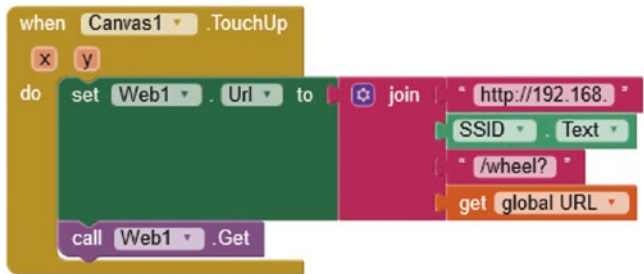 when Canvas1 .TouchUp
x y
do set Web1 . Url to join " http://192.168. "
SSID . Text
" /wheel? "
get global URL
call Web1 .Get